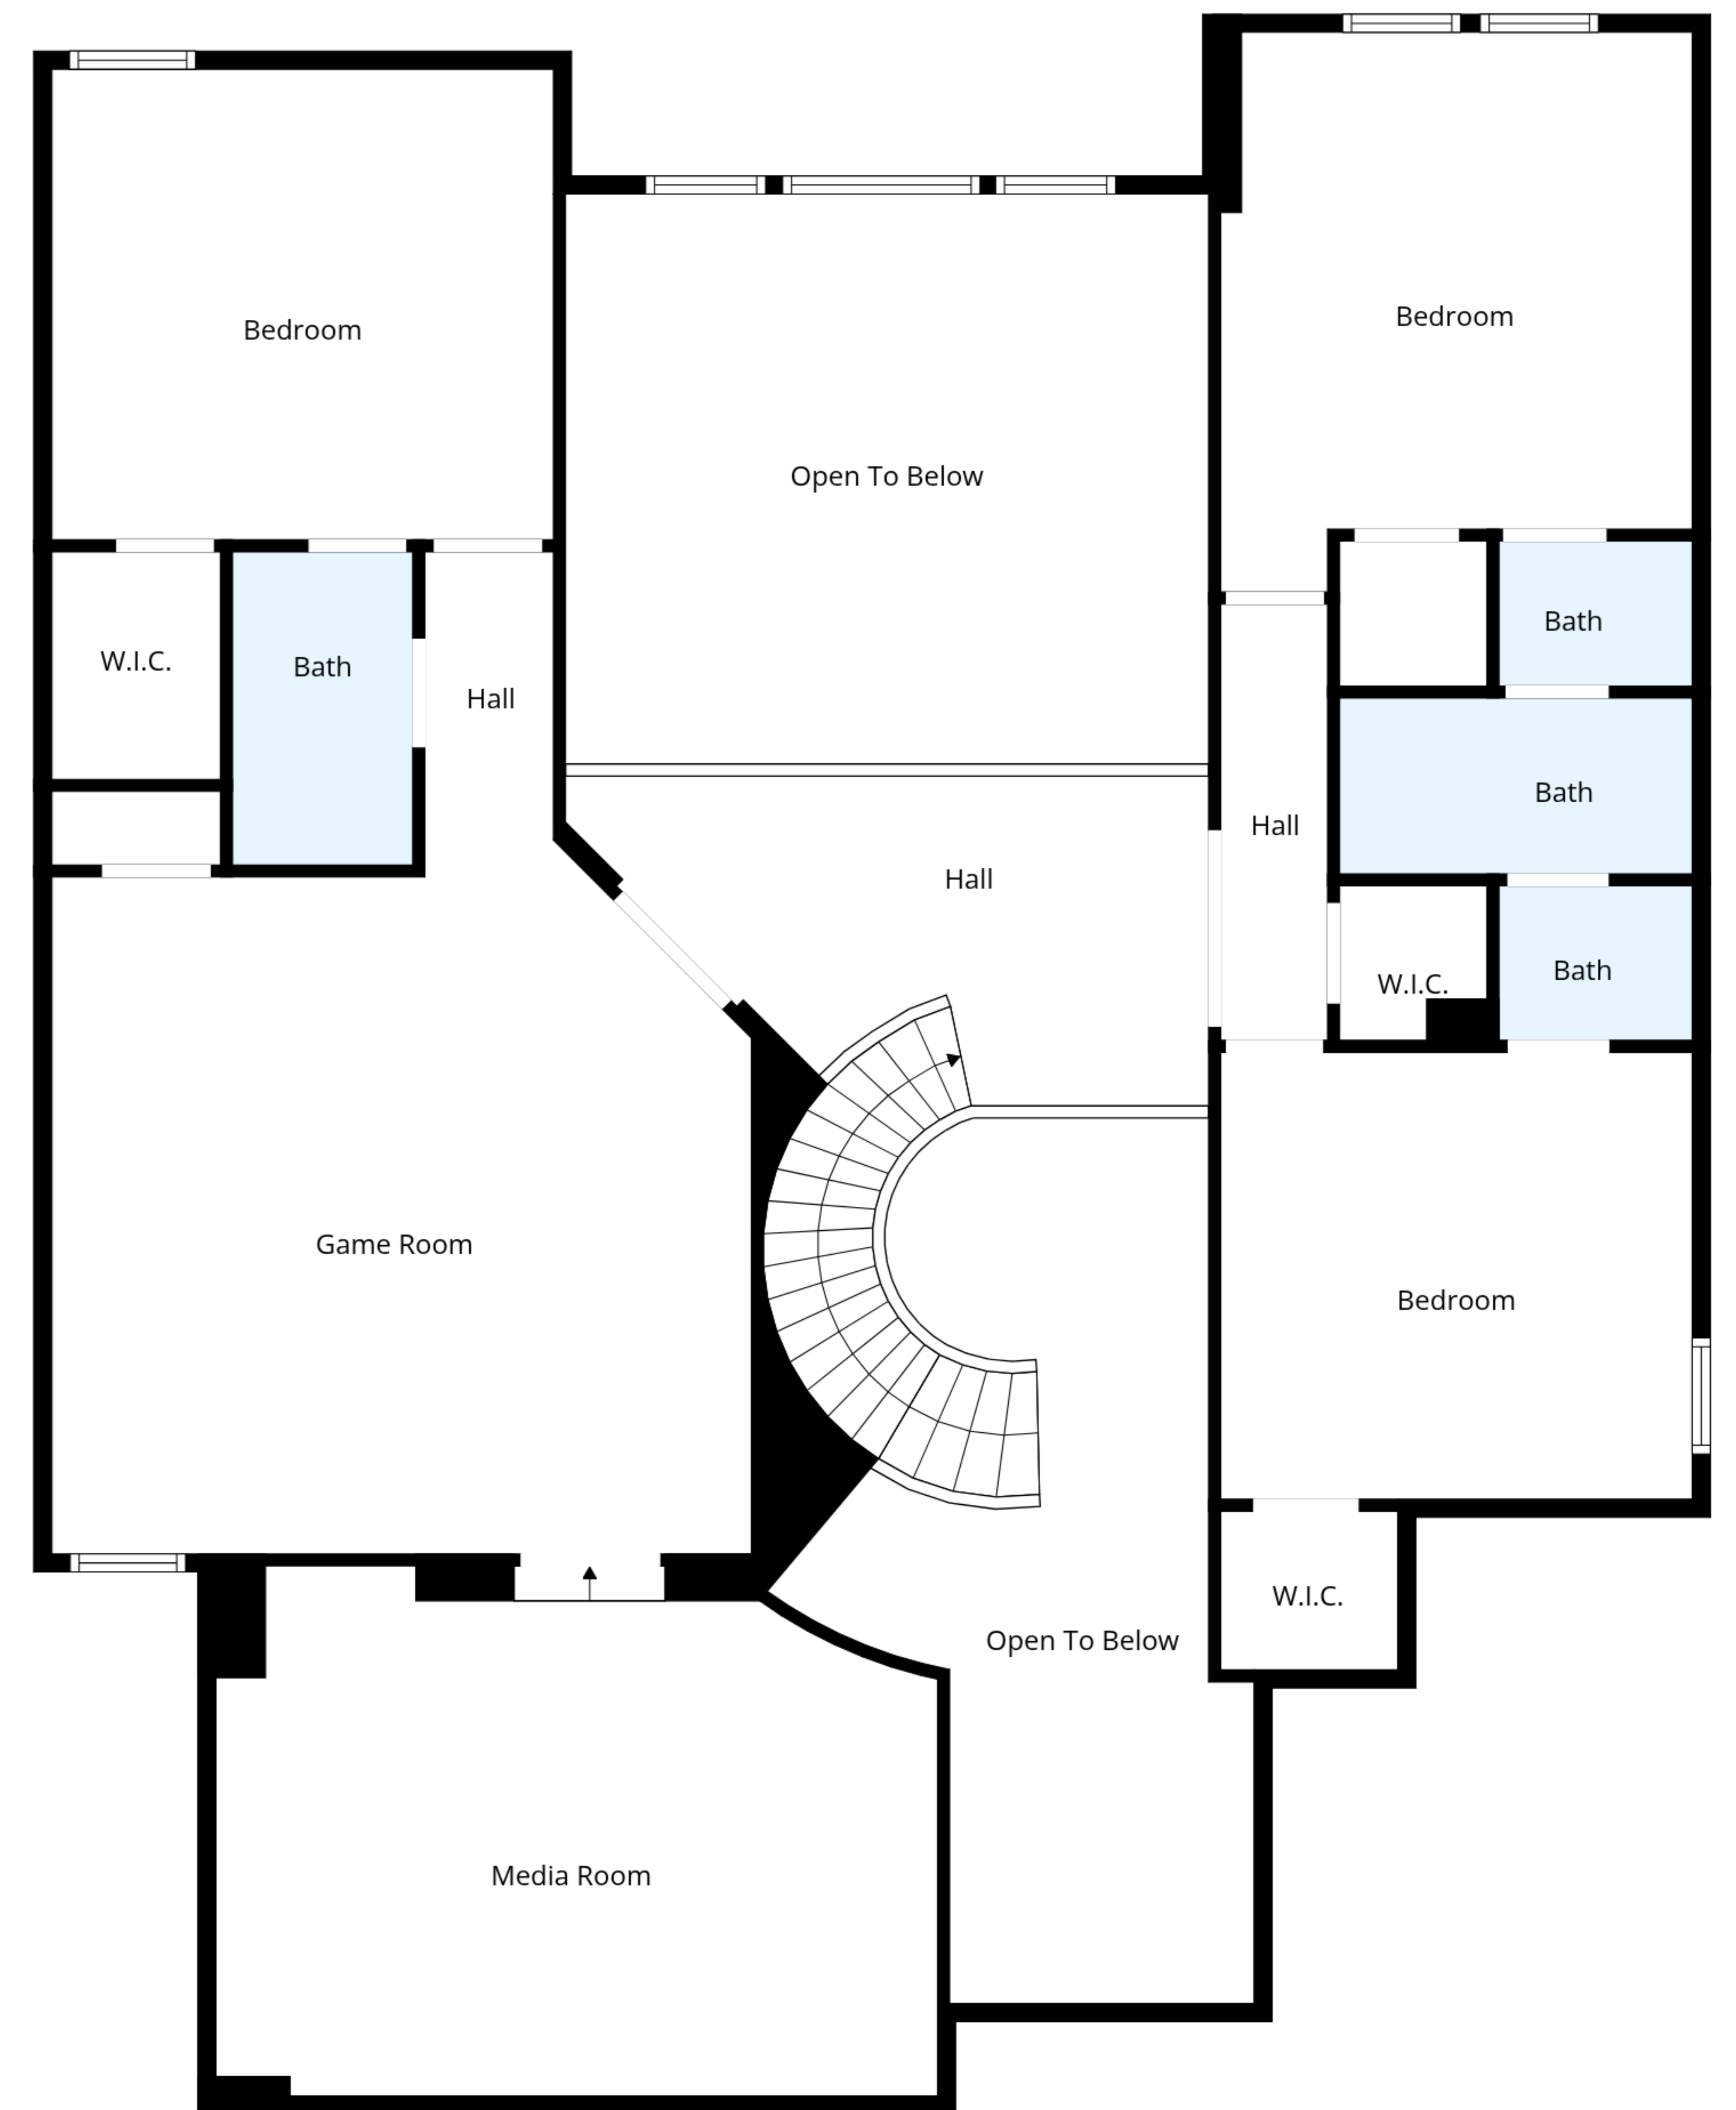 Bedroom
Bedroom
Open To Below
Bath
W.I.C.
Bath
Hall
Bath
Hall
Hall
Bath
W.I.C.
Game Room
Bedroom
W.I.C.
Open To Below
Media Room